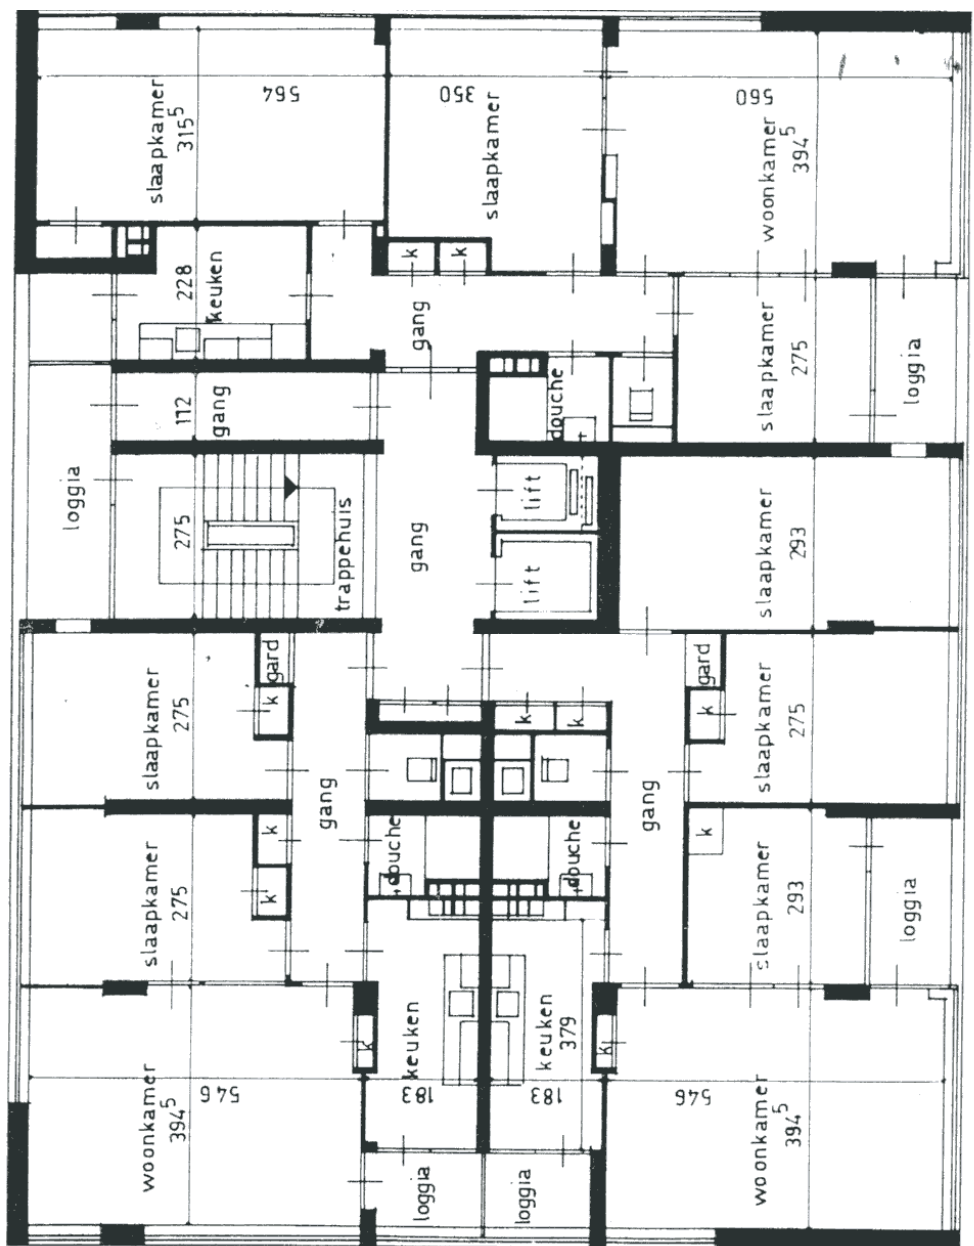 slaapkamer
315⁵
564
350
slaapkamer
560
woonkamer
394⁵
228
keuken
k
k
gang
slaapkamer
275
loggia
112
gang
douche
loggia
275
trappehuis
gang
lift
lift
slaapkamer
293
slaapkamer
275
gard
k
k
k
gard
k
slaapkamer
275
gang
gang
slaapkamer
275
k
k
douche
douche
k
slaapkamer
293
loggia
woonkamer
394⁵
546
k
keuken
183
keuken
379
183
k
546
woonkamer
394⁵
loggia
loggia